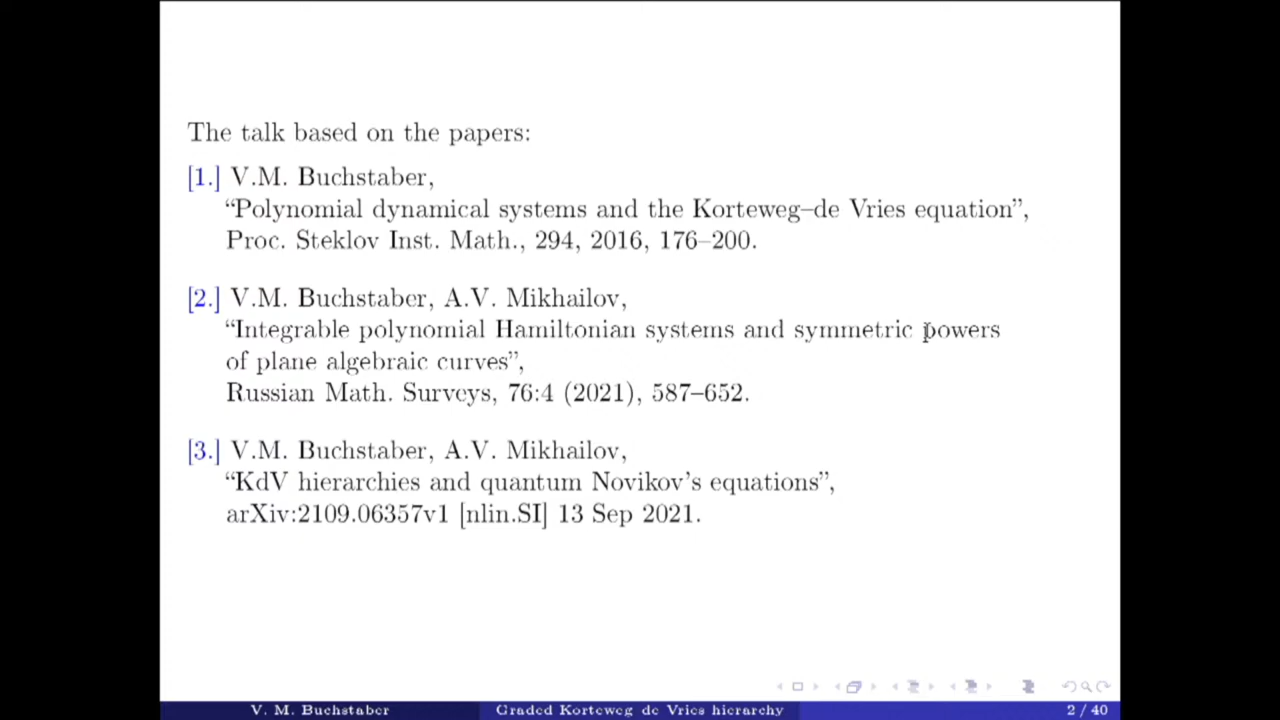 The talk based on the papers:
[1.] V.M. Buchstaber,
“Polynomial dynamical systems and the Korteweg–de Vries equation”,
Proc. Steklov Inst. Math., 294, 2016, 176–200.
[2.] V.M. Buchstaber, A.V. Mikhailov,
“Integrable polynomial Hamiltonian systems and symmetric powers
of plane algebraic curves”,
Russian Math. Surveys, 76:4 (2021), 587–652.
[3.] V.M. Buchstaber, A.V. Mikhailov,
“KdV hierarchies and quantum Novikov’s equations”,
arXiv:2109.06357v1 [nlin.SI] 13 Sep 2021.
V. M. Buchstaber Graded Korteweg de Vries hierarchy 2 / 40